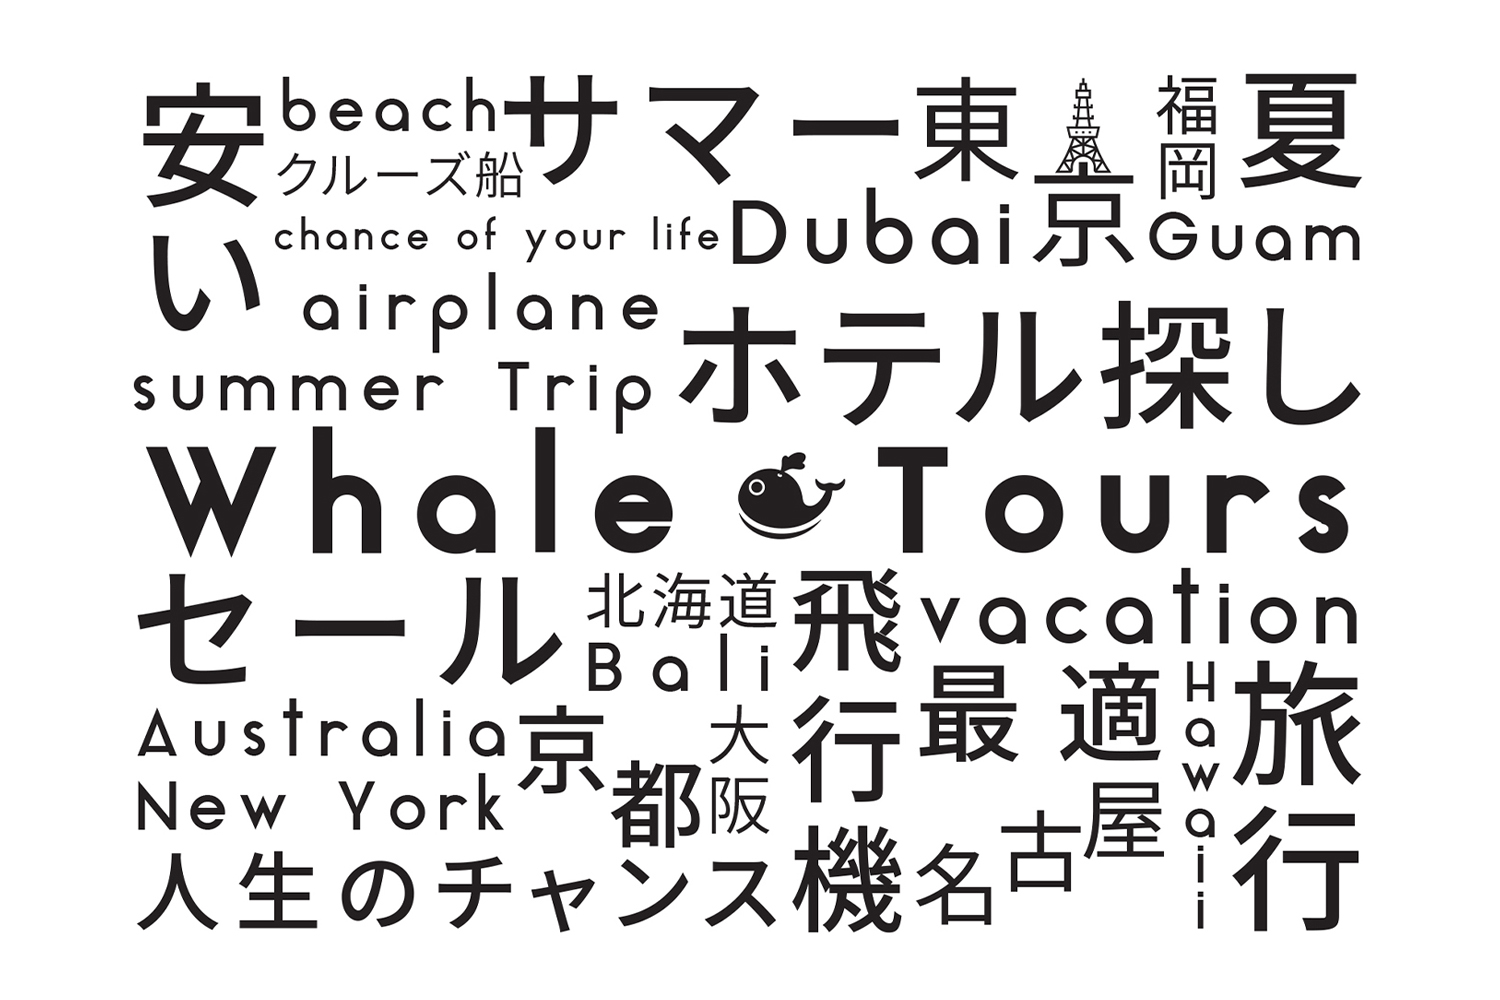 安い
beach
サマー
東京
福岡
夏
クルーズ船
chance of your life
Dubai
Guam
airplane
ホテル探し
summer Trip
Whale Tours
セール
北海道
飛行機
vacation
Bali
最適
Hawaii
旅行
Australia
京都
大阪
New York
名古屋
人生のチャンス